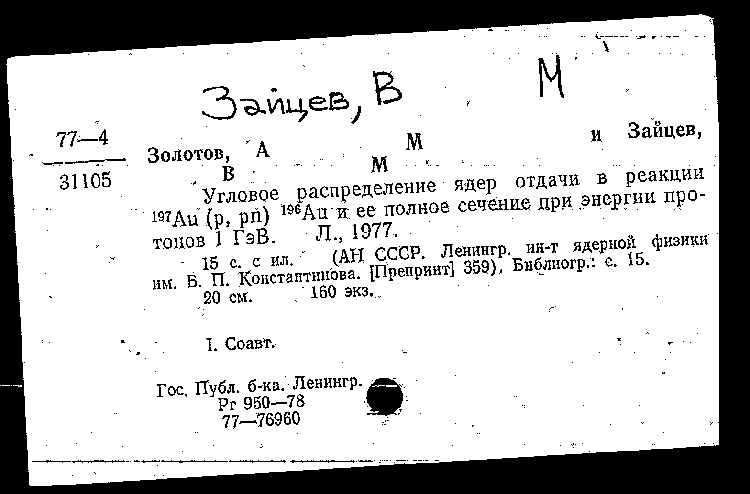 Зайцев, В М
77—4
31105
Золотов, А М и Зайцев,
В М
Угловое распределение ядер отдачи в реакции
¹⁹⁷Au (p, pn) ¹⁹⁶Au и ее полное сечение при энергии про-
тонов 1 ГэВ. Л., 1977.
15 с. с ил. (АН СССР. Ленингр. ин-т ядерной физики
им. Б. П. Константинова. [Препринт] 359). Библиогр.: с. 15.
20 см. 160 экз.
I. Соавт.
Гос. Публ. б-ка. Ленингр.
Рг 950—78
77—76960